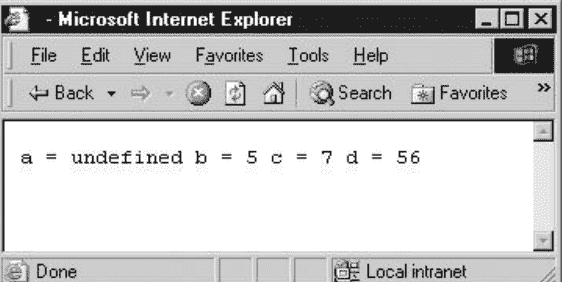 - Microsoft Internet Explorer
File Edit View Favorites Tools Help
Back Search Favorites »
a = undefined b = 5 c = 7 d = 56
Done Local intranet